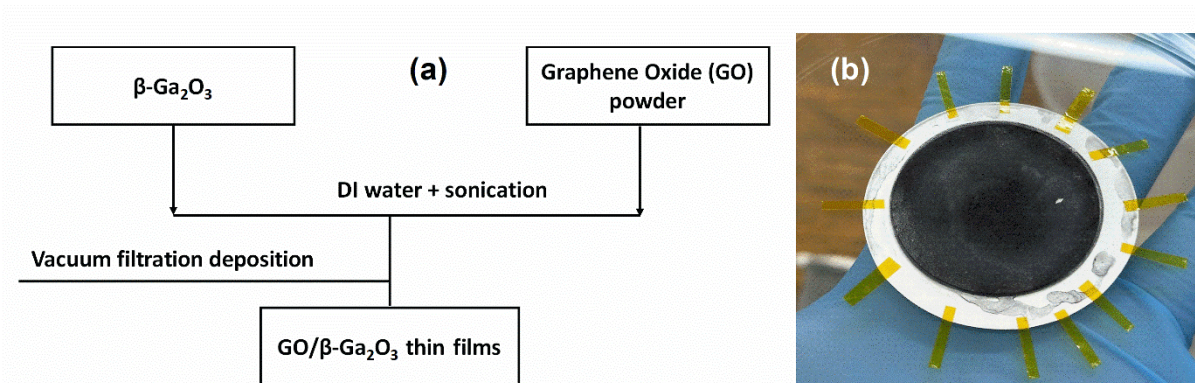 (a)
β-Ga₂O₃
Graphene Oxide (GO)
powder
DI water + sonication
Vacuum filtration deposition
GO/β-Ga₂O₃ thin films
(b)